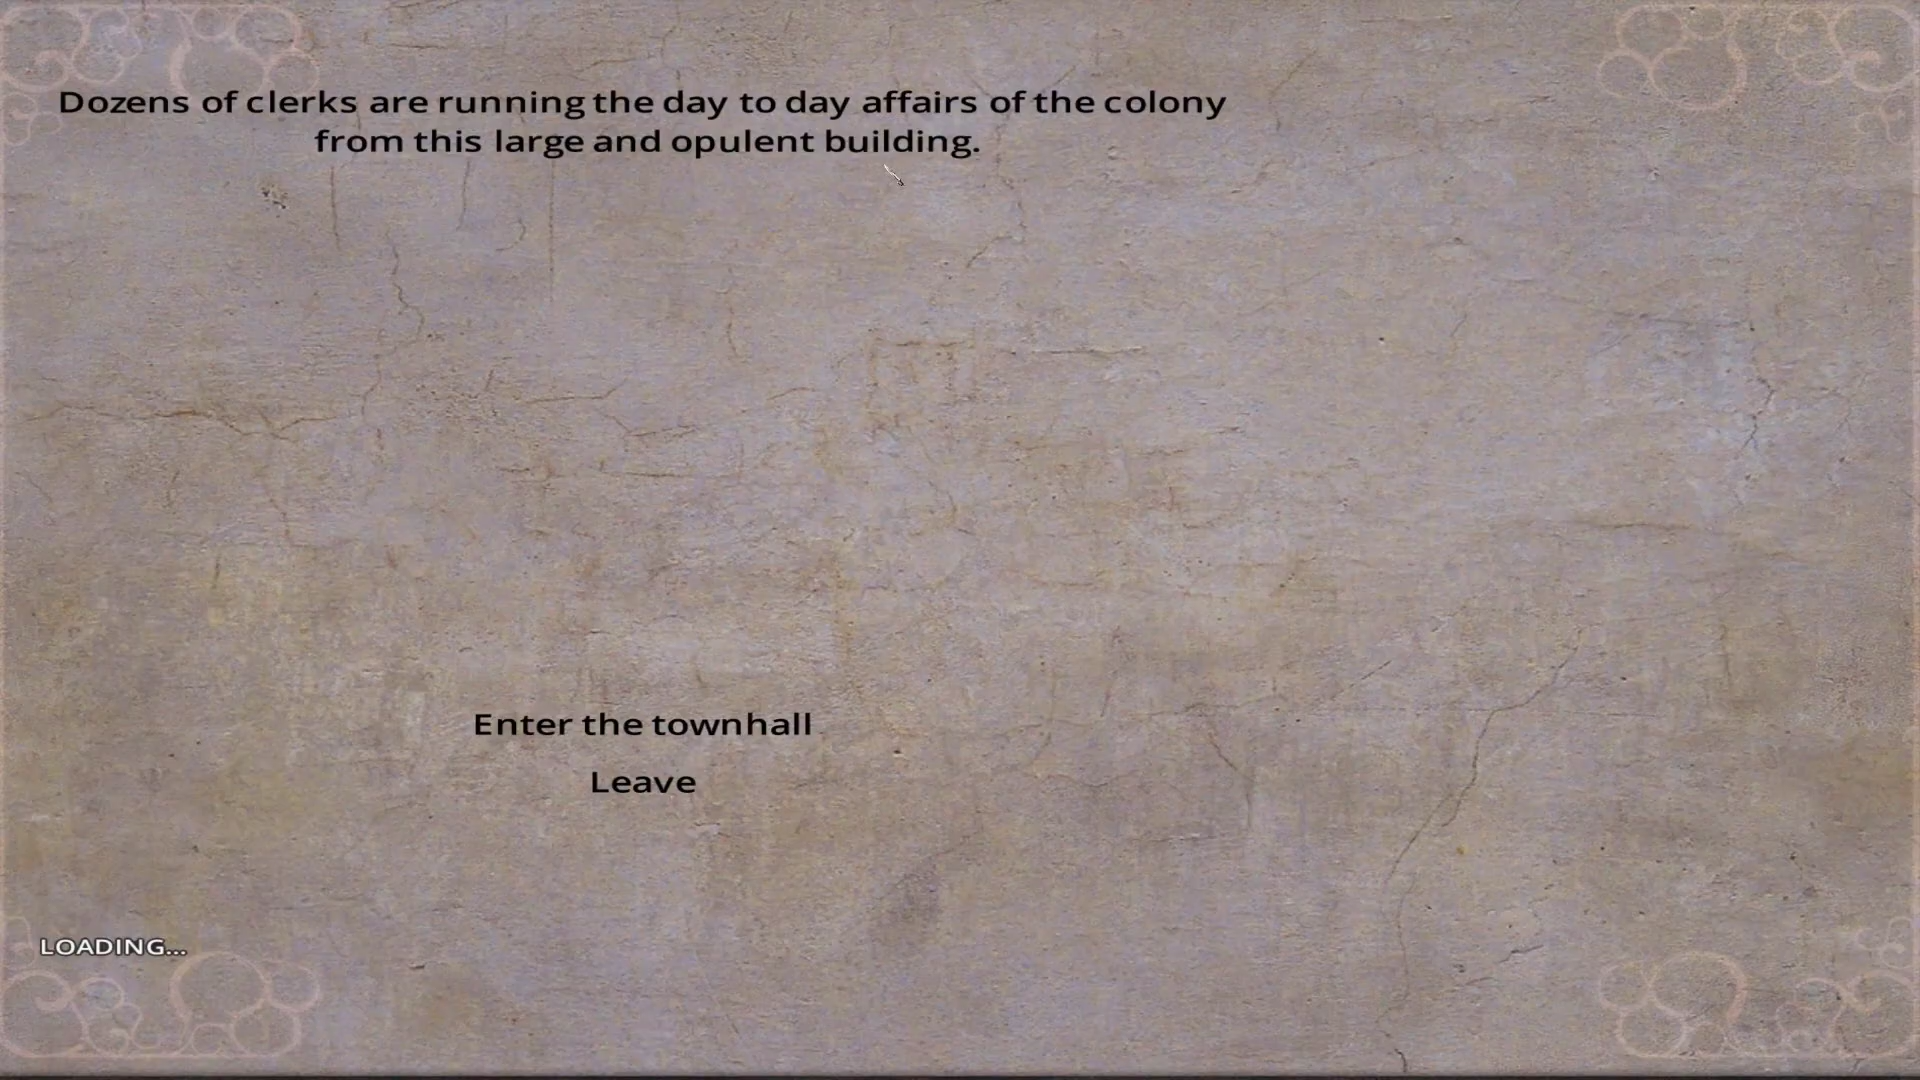 Dozens of clerks are running the day to day affairs of the colony
from this large and opulent building.
Enter the townhall
Leave
LOADING...